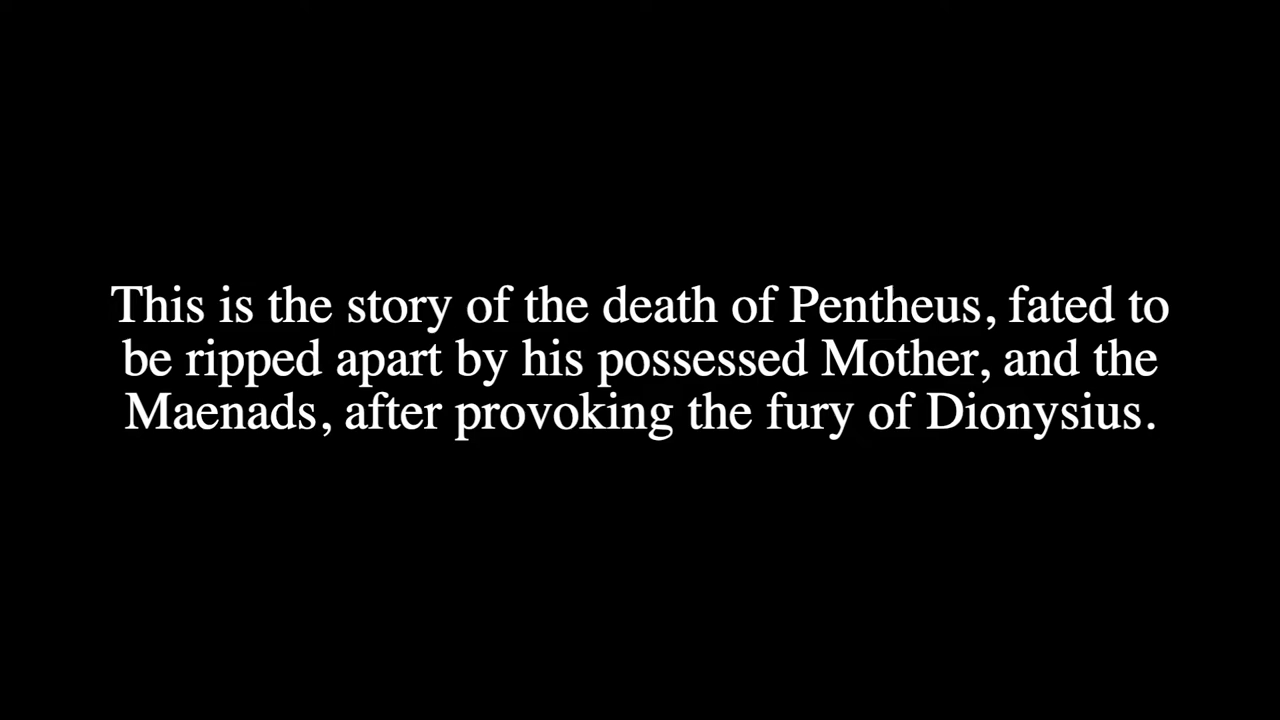 This is the story of the death of Pentheus, fated to
be ripped apart by his possessed Mother, and the
Maenads, after provoking the fury of Dionysius.